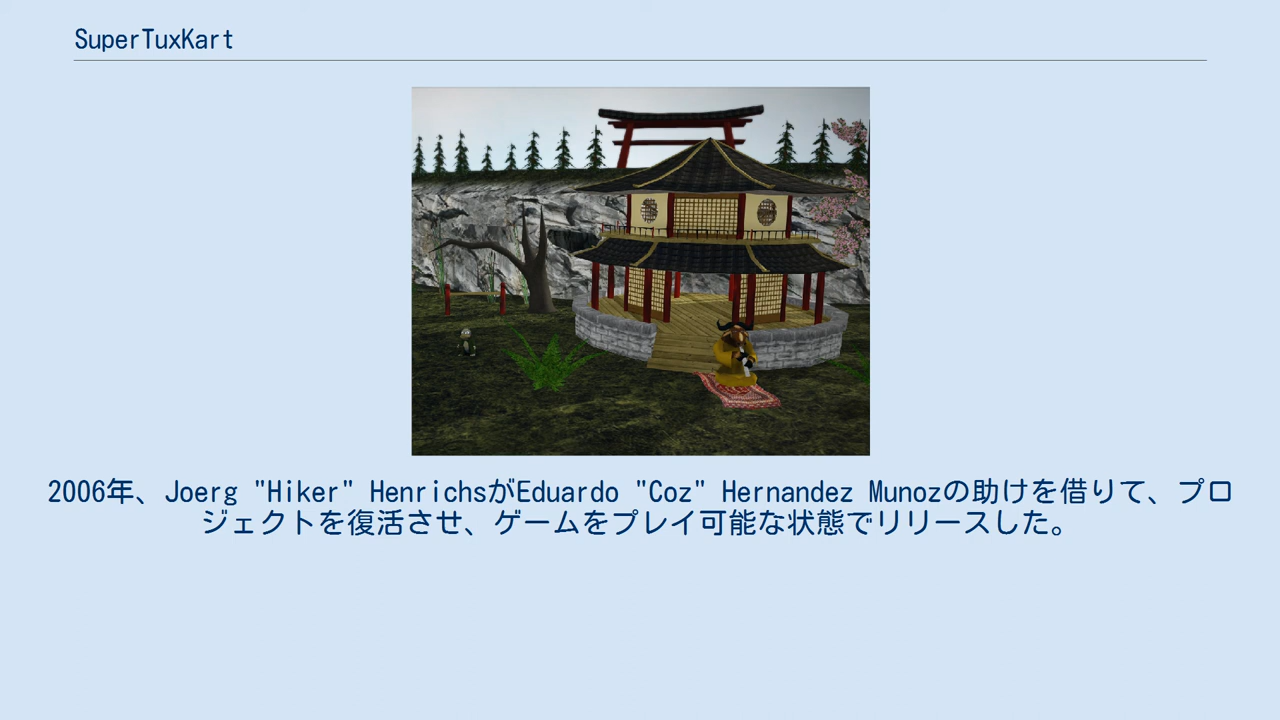 SuperTuxKart
2006年、Joerg "Hiker" HenrichsがEduardo "Coz" Hernandez Munozの助けを借りて、プロ
ジェクトを復活させ、ゲームをプレイ可能な状態でリリースした。